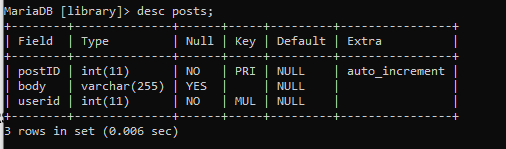 MariaDB [library]> desc posts;
+--------+--------------+------+-----+---------+----------------+
| Field  | Type         | Null | Key | Default | Extra          |
+--------+--------------+------+-----+---------+----------------+
| postID | int(11)      | NO   | PRI | NULL    | auto_increment |
| body   | varchar(255) | YES  |     | NULL    |                |
| userid | int(11)      | NO   | MUL | NULL    |                |
+--------+--------------+------+-----+---------+----------------+
3 rows in set (0.006 sec)